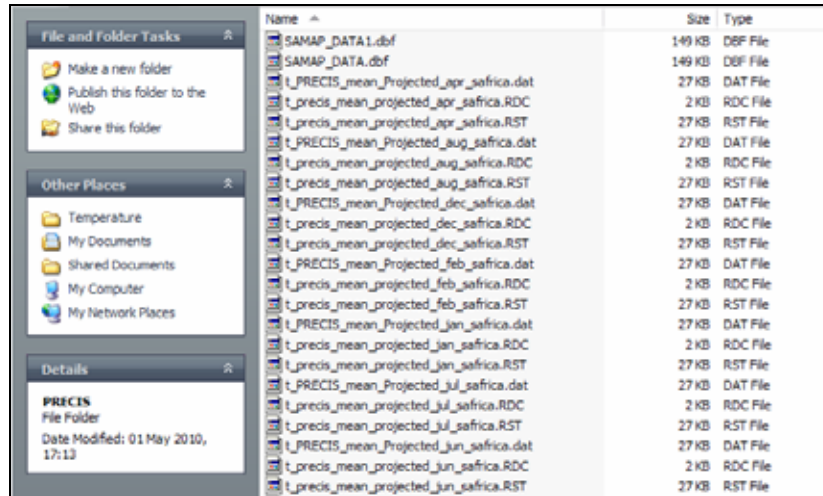 File and Folder Tasks
Make a new folder
Publish this folder to the
Web
Share this folder
Other Places
Temperature
My Documents
Shared Documents
My Computer
My Network Places
Details
PRECIS
File Folder
Date Modified: 01 May 2010,
17:13
Name Size Type
SAMAP_DATA1.dbf 149 KB DBF File
SAMAP_DATA.dbf 149 KB DBF File
t_PRECIS_mean_Projected_apr_safrica.dat 27 KB DAT File
t_precis_mean_projected_apr_safrica.RDC 2 KB RDC File
t_precis_mean_projected_apr_safrica.RST 27 KB RST File
t_PRECIS_mean_Projected_aug_safrica.dat 27 KB DAT File
t_precis_mean_projected_aug_safrica.RDC 2 KB RDC File
t_precis_mean_projected_aug_safrica.RST 27 KB RST File
t_PRECIS_mean_Projected_dec_safrica.dat 27 KB DAT File
t_precis_mean_projected_dec_safrica.RDC 2 KB RDC File
t_precis_mean_projected_dec_safrica.RST 27 KB RST File
t_PRECIS_mean_Projected_feb_safrica.dat 27 KB DAT File
t_precis_mean_projected_feb_safrica.RDC 2 KB RDC File
t_precis_mean_projected_feb_safrica.RST 27 KB RST File
t_PRECIS_mean_Projected_jan_safrica.dat 27 KB DAT File
t_precis_mean_projected_jan_safrica.RDC 2 KB RDC File
t_precis_mean_projected_jan_safrica.RST 27 KB RST File
t_PRECIS_mean_Projected_jul_safrica.dat 27 KB DAT File
t_precis_mean_projected_jul_safrica.RDC 2 KB RDC File
t_precis_mean_projected_jul_safrica.RST 27 KB RST File
t_PRECIS_mean_Projected_jun_safrica.dat 27 KB DAT File
t_precis_mean_projected_jun_safrica.RDC 2 KB RDC File
t_precis_mean_projected_jun_safrica.RST 27 KB RST File